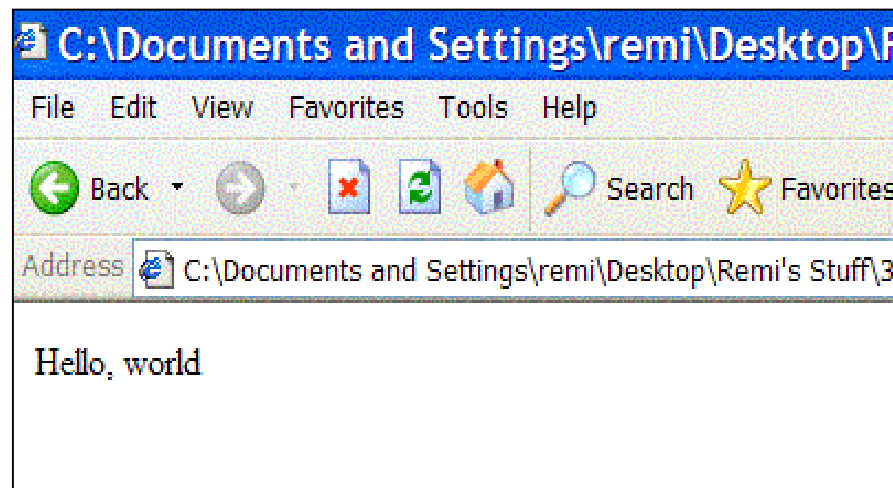 C:\Documents and Settings\remi\Desktop\R
File Edit View Favorites Tools Help
Back Search Favorites
Address C:\Documents and Settings\remi\Desktop\Remi's Stuff\3
Hello, world